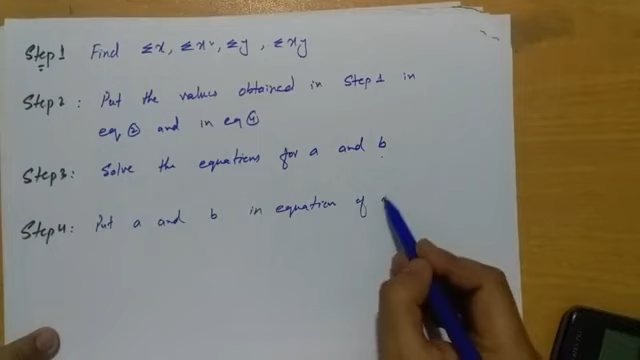 Step 1 Find Σx, Σx², Σy, Σxy
Step 2: Put the values obtained in Step 1 in
eq ② and in eq ④
Step 3: Solve the equations for a and b
Step 4: Put a and b in equation of